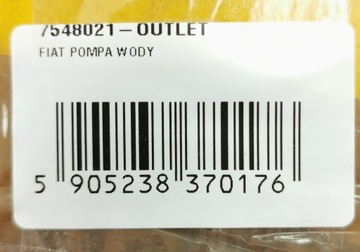 7548021-OUTLET
FIAT POMPA WODY
5 905238 370176